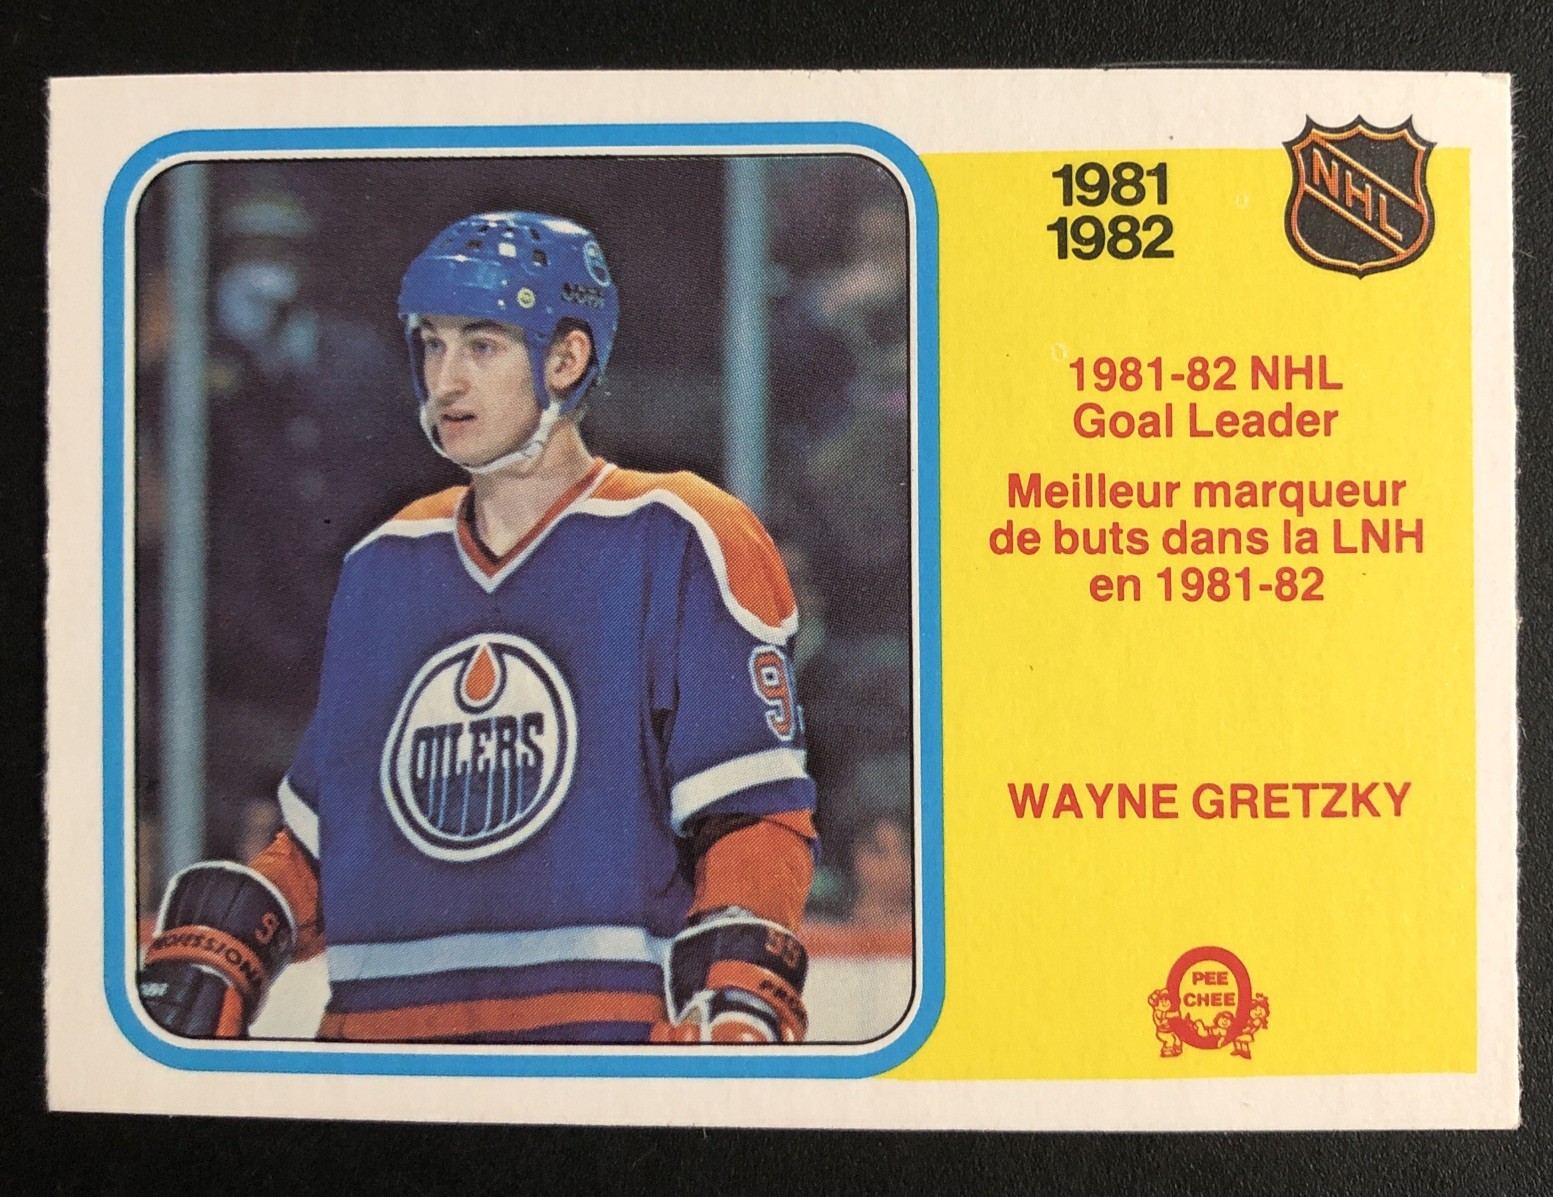 1981
1982
NHL
1981-82 NHL
Goal Leader
Meilleur marqueur
de buts dans la LNH
en 1981-82
WAYNE GRETZKY
PEE
CHEE
OILERS
9